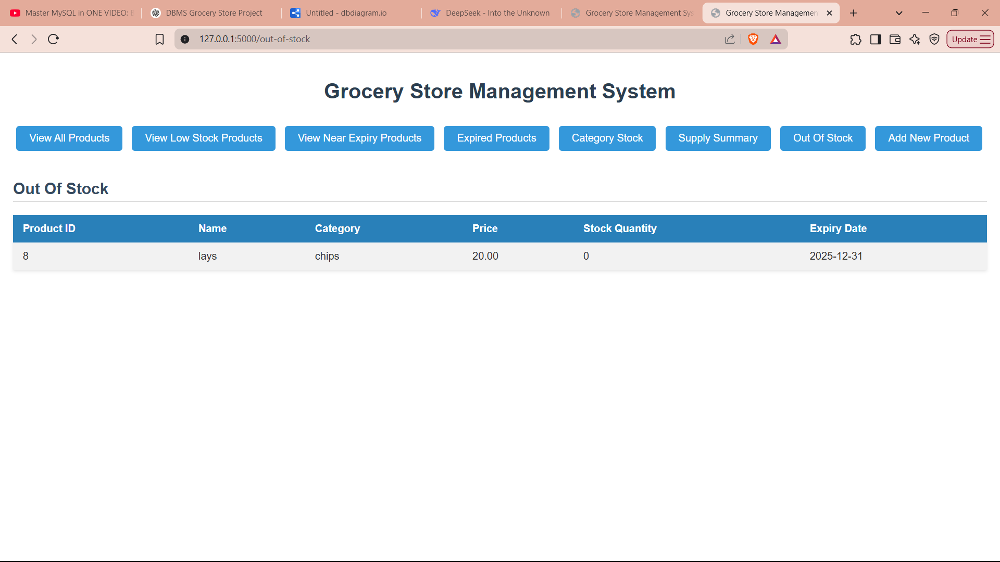 Master MySQL in ONE VIDEO: B
DBMS Grocery Store Project
Untitled - dbdiagram.io
DeepSeek - Into the Unknown
Grocery Store Management Sys
Grocery Store Managemen
127.0.0.1:5000/out-of-stock
Update
Grocery Store Management System
View All Products
View Low Stock Products
View Near Expiry Products
Expired Products
Category Stock
Supply Summary
Out Of Stock
Add New Product
Out Of Stock
Product ID Name Category Price Stock Quantity Expiry Date
8 lays chips 20.00 0 2025-12-31